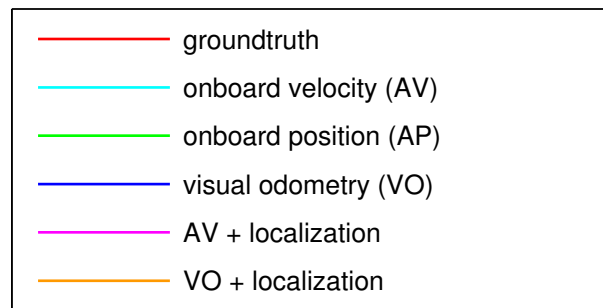 groundtruth
onboard velocity (AV)
onboard position (AP)
visual odometry (VO)
AV + localization
VO + localization